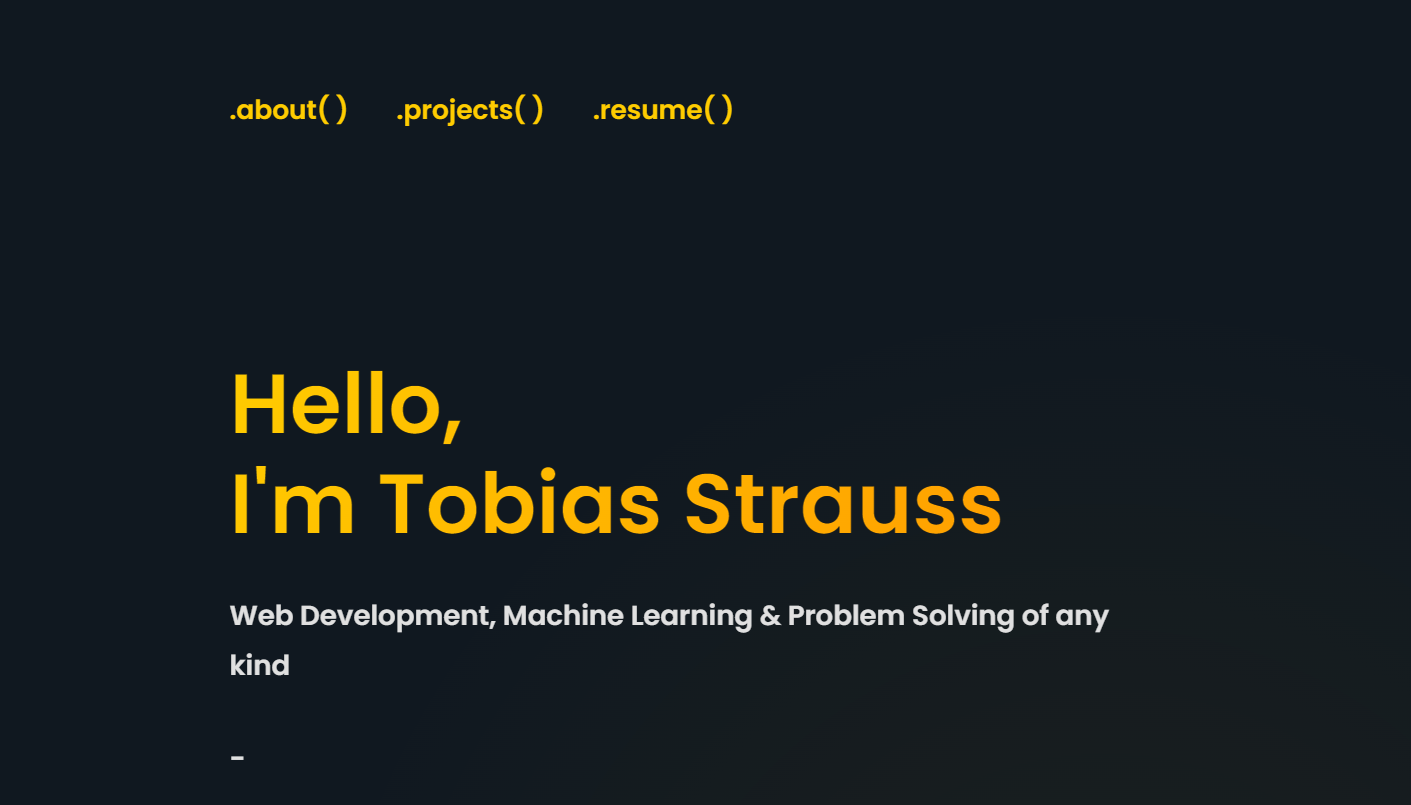 .about( ) .projects( ) .resume( )
Hello,
I'm Tobias Strauss
Web Development, Machine Learning & Problem Solving of any
kind
-